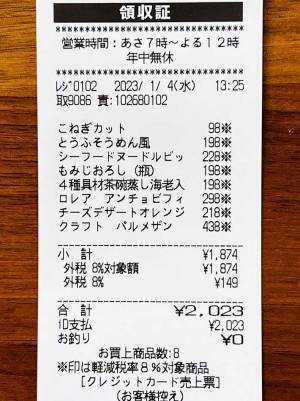 領収証
営業時間：あさ7時～よる12時
年中無休
ﾚｼﾞ0102 2023/ 1/ 4(水) 13:25
取9086 責:102680102
こねぎカット 98※
とうふそうめん風 198※
シーフードヌードルビッ 228※
もみじおろし（瓶） 198※
4種具材茶碗蒸し海老入 198※
ロレア アンチョビフィ 298※
チーズデザートオレンジ 218※
クラフト パルメザン 438※
小 計 ¥1,874
外税 8%対象額 ¥1,874
外税 8% ¥149
合 計 ¥2,023
iD支払 ¥2,023
お釣り ¥0
お買上商品数:8
※印は軽減税率8%対象商品
[クレジットカード売上票]
(お客様控え)